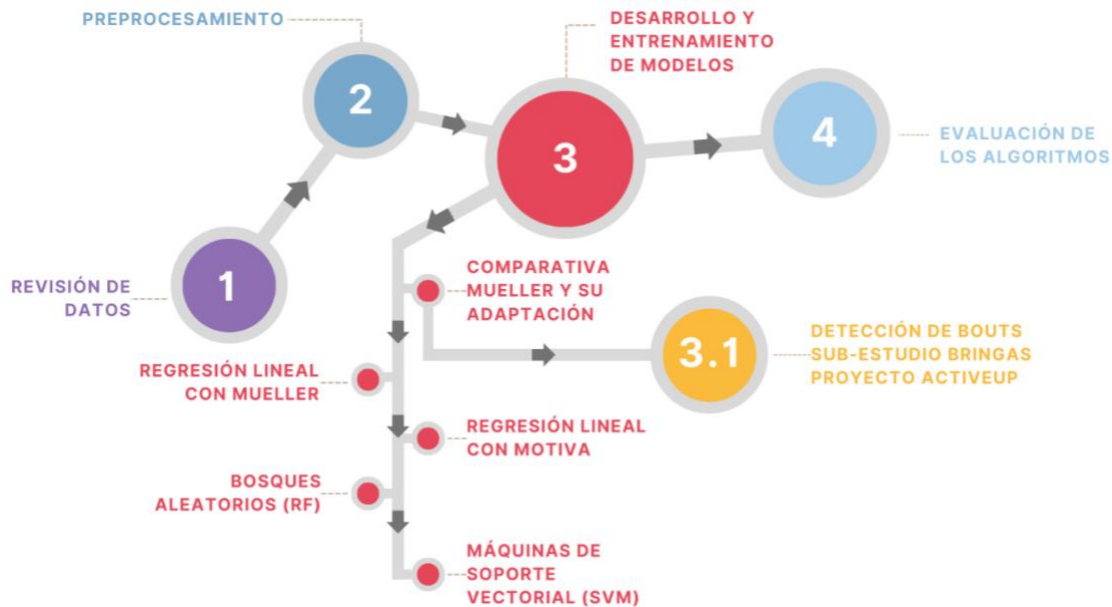 PREPROCESAMIENTO
2
DESARROLLO Y
ENTRENAMIENTO
DE MODELOS
3
4
EVALUACIÓN DE
LOS ALGORITMOS
1
REVISIÓN DE
DATOS
COMPARATIVA
MUELLER Y SU
ADAPTACIÓN
3.1
DETECCIÓN DE BOUTS
SUB-ESTUDIO BRINGAS
PROYECTO ACTIVEUP
REGRESIÓN LINEAL
CON MUELLER
REGRESIÓN LINEAL
CON MOTIVA
BOSQUES
ALEATORIOS (RF)
MÁQUINAS DE
SOPORTE
VECTORIAL (SVM)